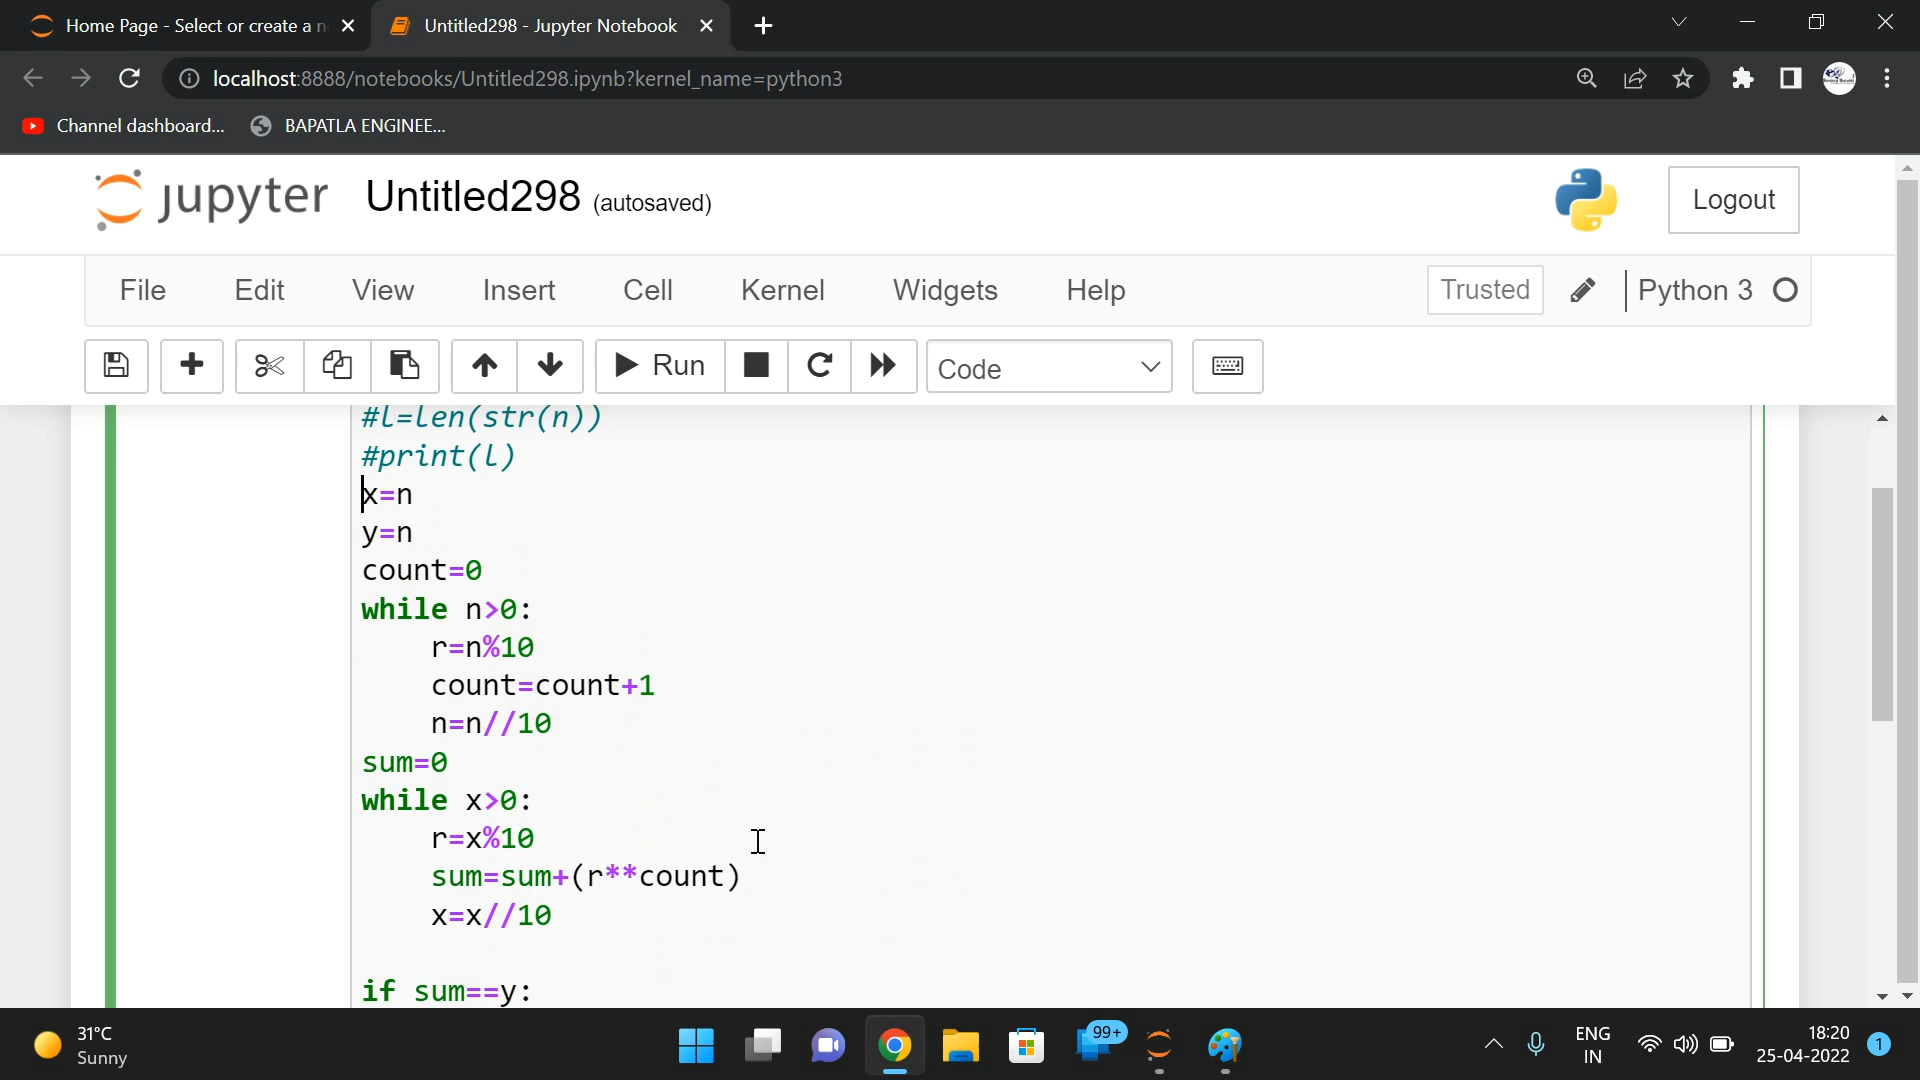 Home Page - Select or create a n
Untitled298 - Jupyter Notebook
localhost:8888/notebooks/Untitled298.ipynb?kernel_name=python3
Channel dashboard...
BAPATLA ENGINEE...
jupyter
Untitled298 (autosaved)
Logout
File
Edit
View
Insert
Cell
Kernel
Widgets
Help
Trusted
Python 3
Run
Code
#l=len(str(n))
#print(l)
x=n
y=n
count=0
while n>0:
    r=n%10
    count=count+1
    n=n//10
sum=0
while x>0:
    r=x%10
    sum=sum+(r**count)
    x=x//10
if sum==y:
31°C
Sunny
99+
ENG
IN
18:20
25-04-2022
1